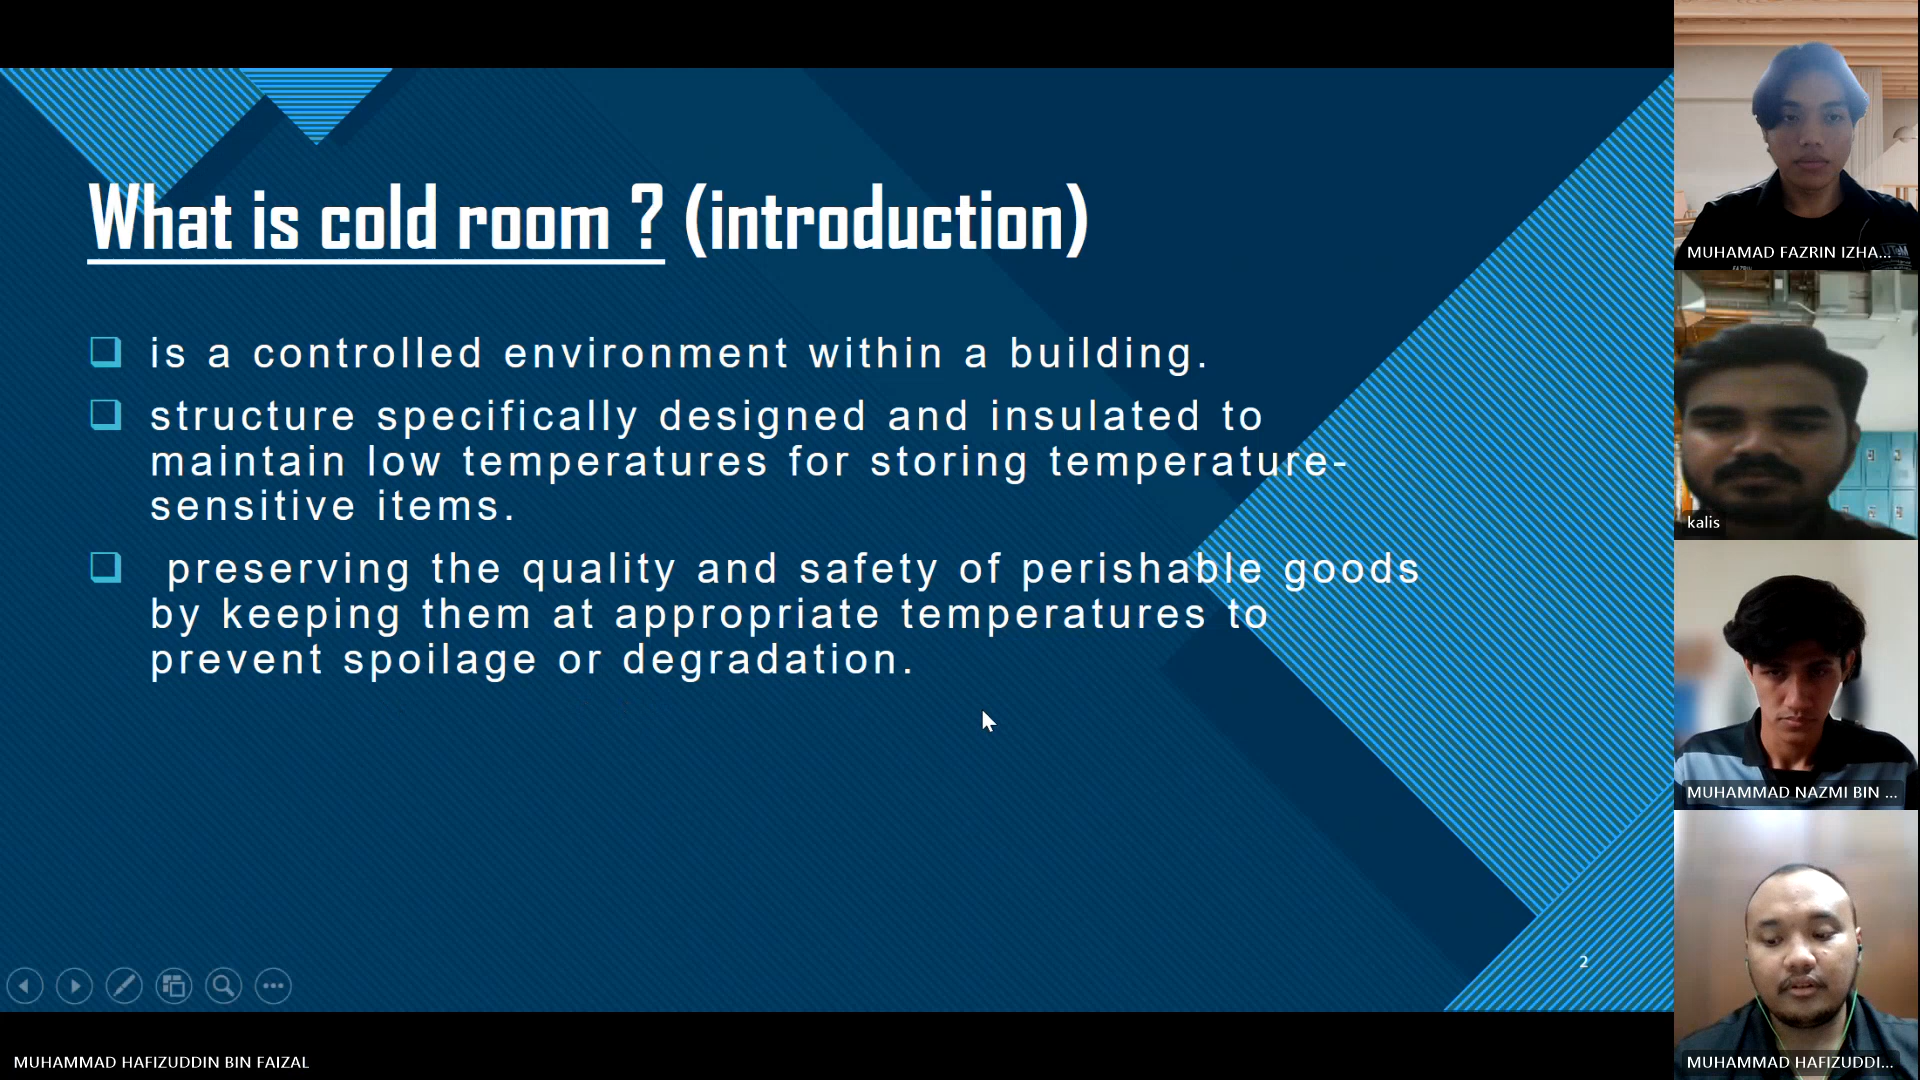 What is cold room ? (introduction)
is a controlled environment within a building.
structure specifically designed and insulated to
maintain low temperatures for storing temperature-
sensitive items.
preserving the quality and safety of perishable goods
by keeping them at appropriate temperatures to
prevent spoilage or degradation.
2
MUHAMMAD HAFIZUDDIN BIN FAIZAL
MUHAMAD FAZRIN IZHA...
kalis
MUHAMMAD NAZMI BIN ...
MUHAMMAD HAFIZUDDI...